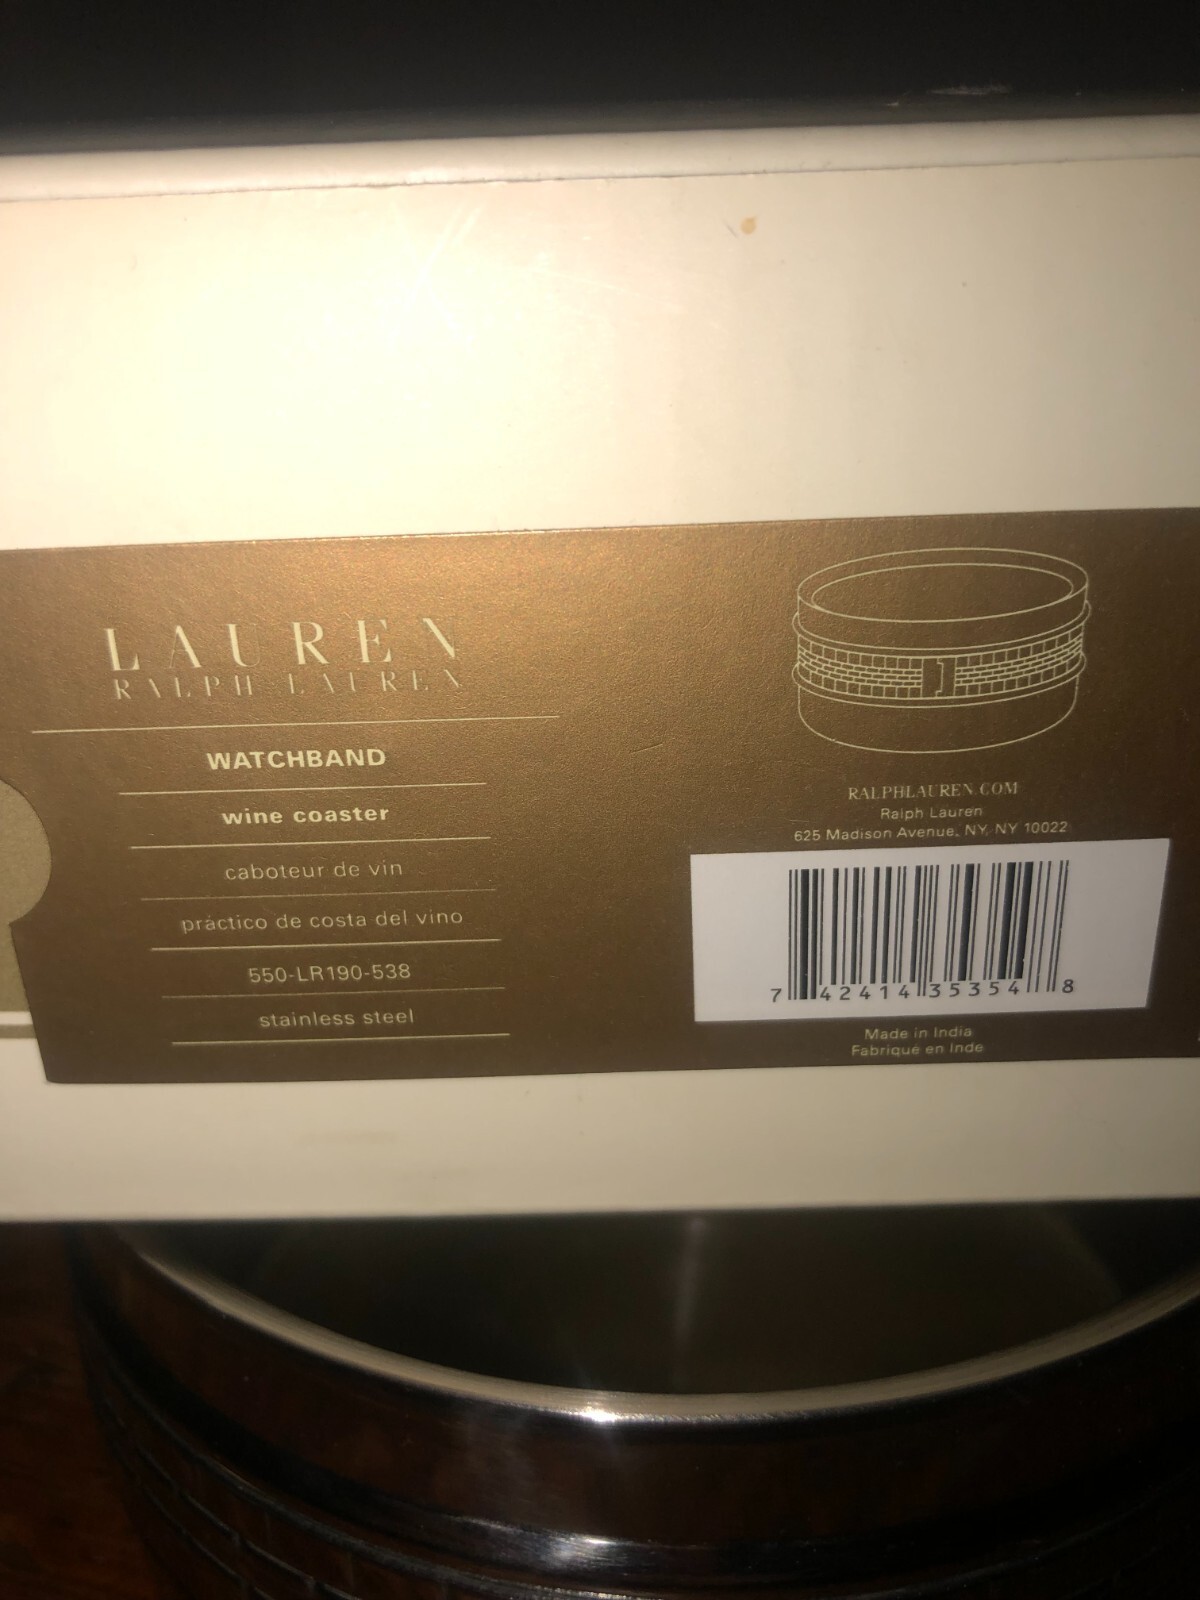 LAUREN
RALPH LAUREN
WATCHBAND
wine coaster
caboteur de vin
práctico de costa del vino
550-LR190-538
stainless steel
RALPHLAUREN.COM
Ralph Lauren
625 Madison Avenue, NY, NY 10022
7 42414 35354 8
Made in India
Fabriqué en Inde